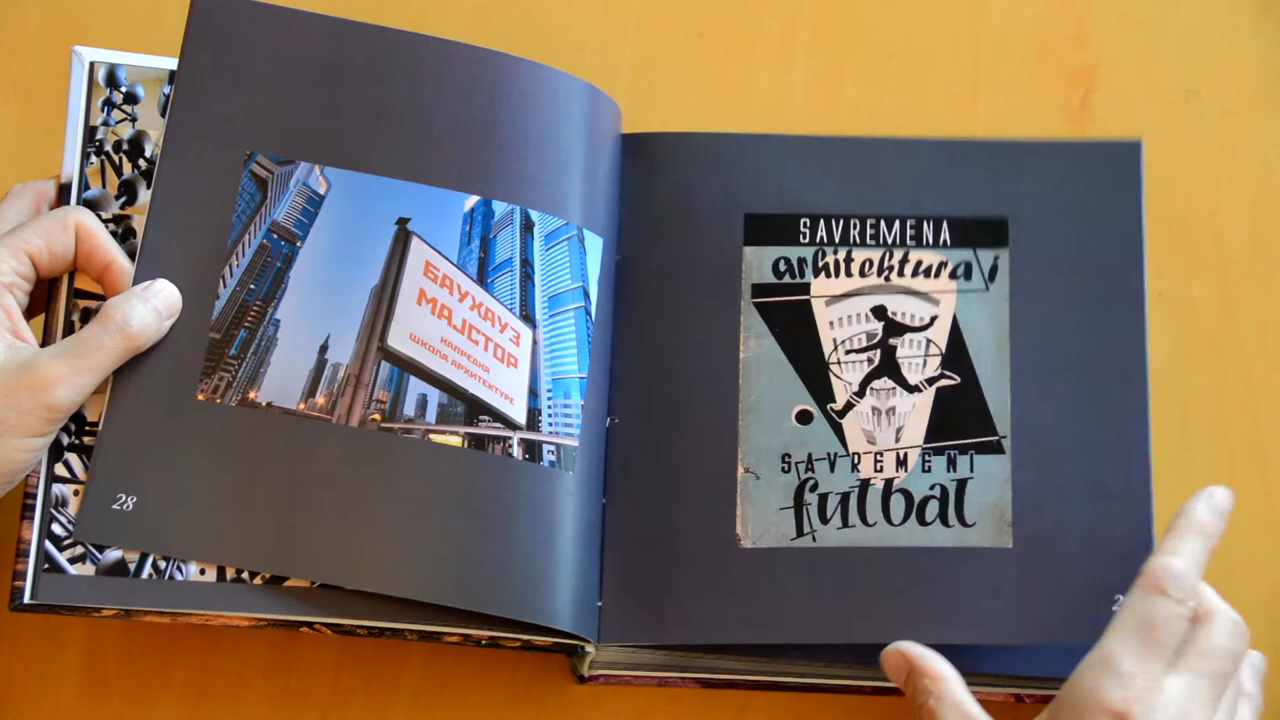 БАУХАУЗ
МАЈСТОР
НАПРЕДНА
ШКОЛА АРХИТЕКТУРЕ
28
SAVREMENA
arhitektura i
SAVREMENI
futbal